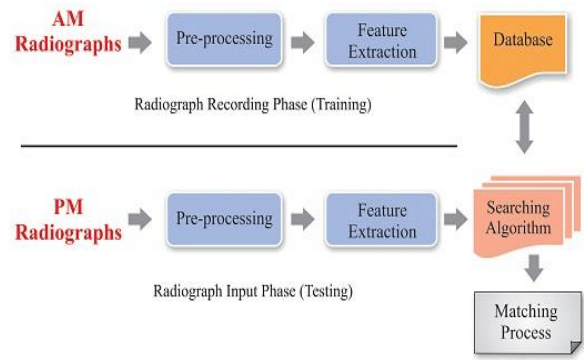 AM
Radiographs
Pre-processing
Feature
Extraction
Database
Radiograph Recording Phase (Training)
PM
Radiographs
Pre-processing
Feature
Extraction
Searching
Algorithm
Radiograph Input Phase (Testing)
Matching
Process